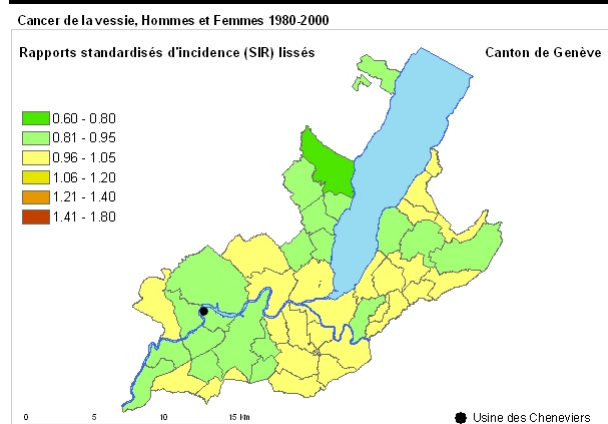 Cancer de la vessie, Hommes et Femmes 1980-2000
Rapports standardisés d'incidence (SIR) lissés
Canton de Genève
0.60 - 0.80
0.81 - 0.95
0.96 - 1.05
1.06 - 1.20
1.21 - 1.40
1.41 - 1.80
0 5 10 15 Km
Usine des Cheneviers